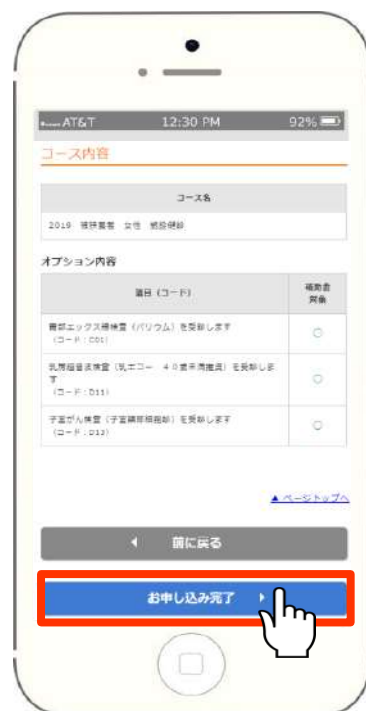 AT&T 12:30 PM 92%
コース内容
コース名
2019 被扶養者 女性 施設健診
オプション内容
項目（コード） 補助金
対象
胃部エックス線検査（バリウム）を受診します ○
（コード：C01）
乳房超音波検査（乳エコー ４０歳未満推奨）を受診しま
す ○
（コード：D11）
子宮がん検査（子宮頸部細胞診）を受診します ○
（コード：D13）
▲ ページトップへ
前に戻る
お申し込み完了